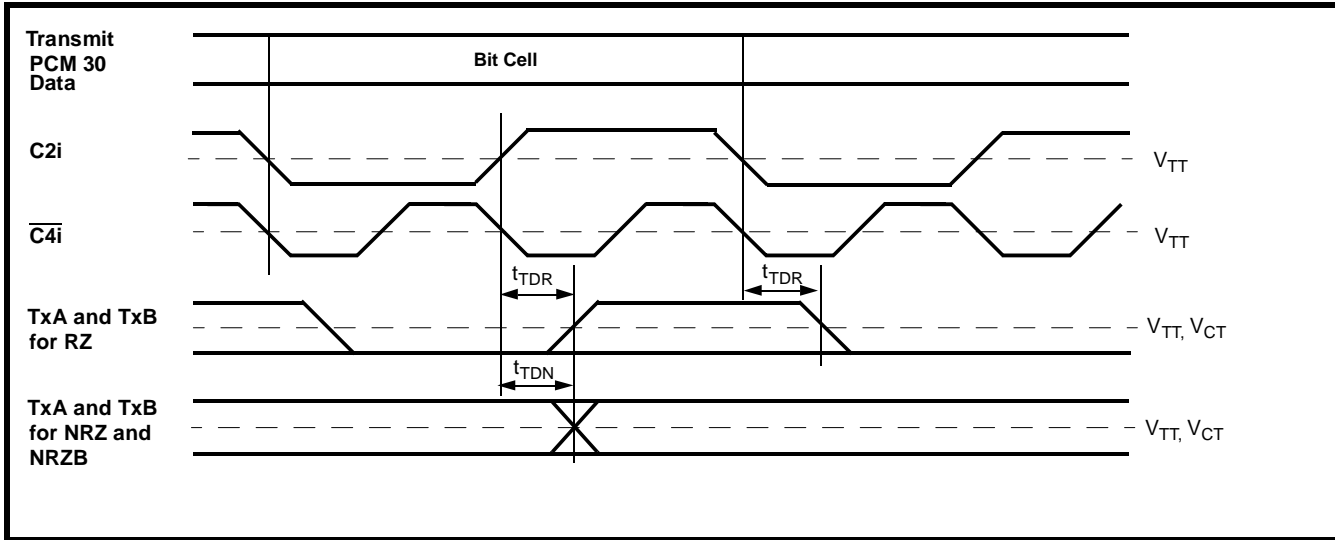 Transmit
PCM 30
Data
Bit Cell
C2i
V_TT
C̅4̅i̅
V_TT
t_TDR
t_TDR
TxA and TxB
for RZ
V_TT, V_CT
t_TDN
TxA and TxB
for NRZ and
NRZB
V_TT, V_CT